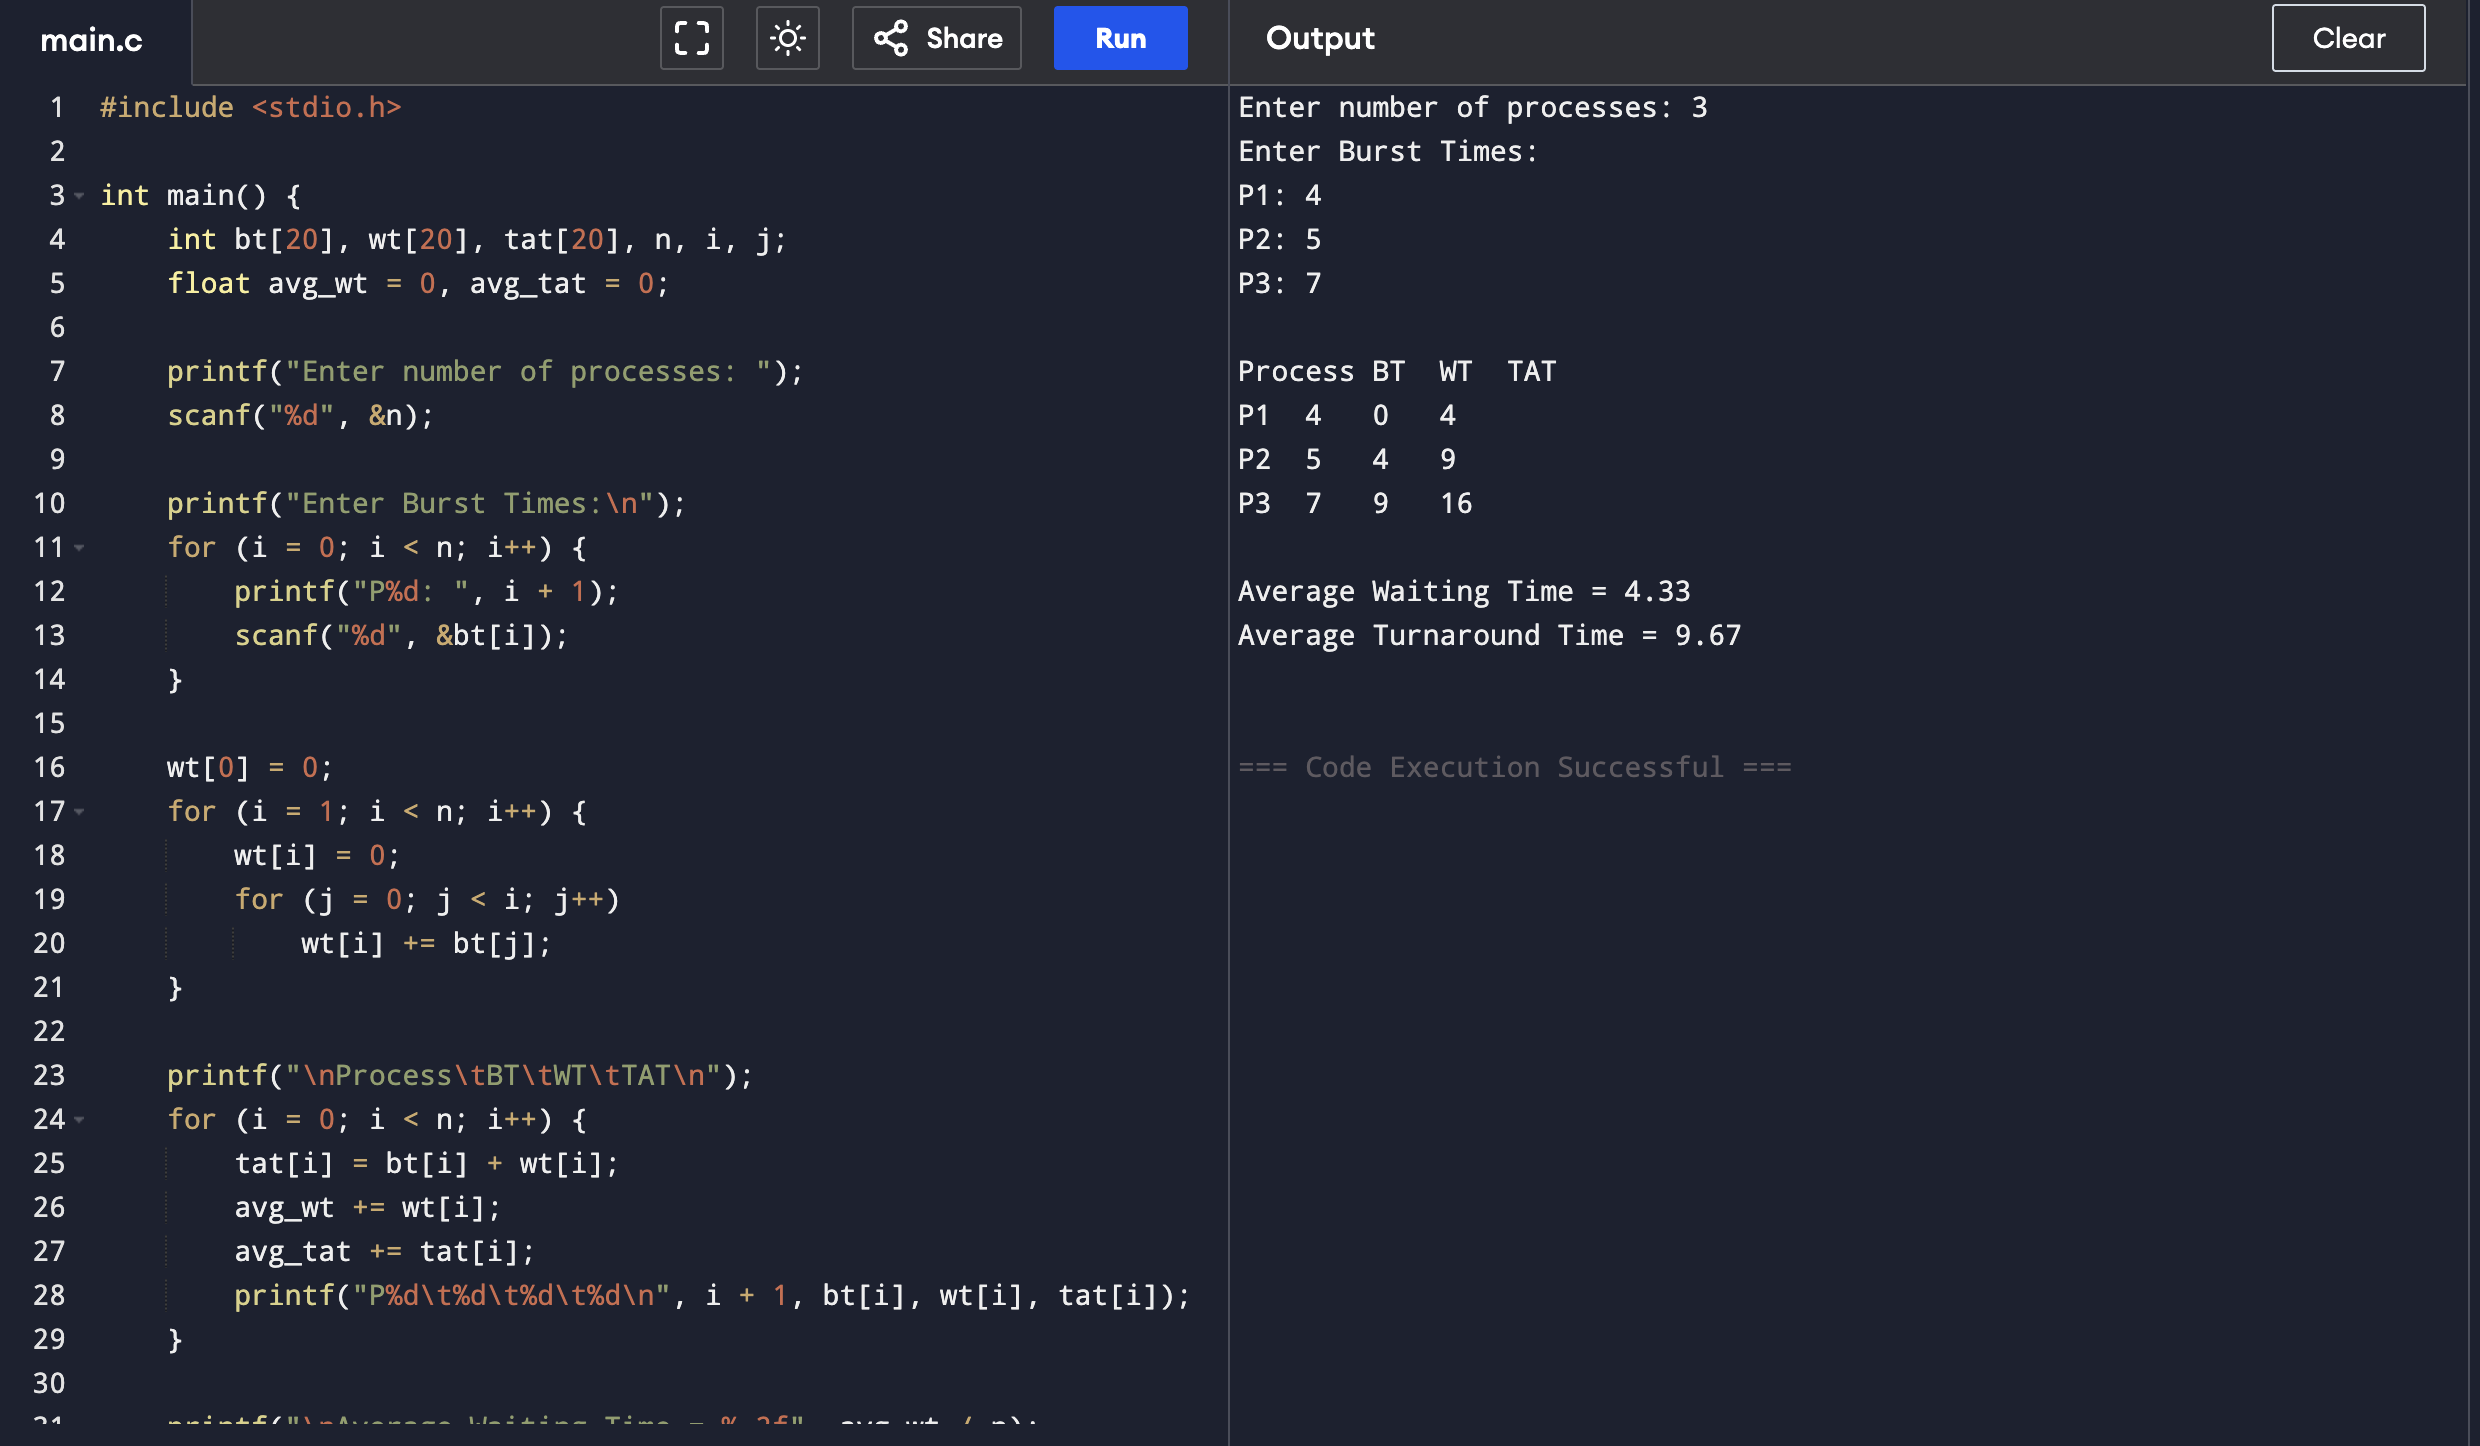 main.c
Share
Run
Output
Clear
1 #include <stdio.h>
2
3 int main() {
4     int bt[20], wt[20], tat[20], n, i, j;
5     float avg_wt = 0, avg_tat = 0;
6
7     printf("Enter number of processes: ");
8     scanf("%d", &n);
9
10     printf("Enter Burst Times:\n");
11     for (i = 0; i < n; i++) {
12         printf("P%d: ", i + 1);
13         scanf("%d", &bt[i]);
14     }
15
16     wt[0] = 0;
17     for (i = 1; i < n; i++) {
18         wt[i] = 0;
19         for (j = 0; j < i; j++)
20             wt[i] += bt[j];
21     }
22
23     printf("\nProcess\tBT\tWT\tTAT\n");
24     for (i = 0; i < n; i++) {
25         tat[i] = bt[i] + wt[i];
26         avg_wt += wt[i];
27         avg_tat += tat[i];
28         printf("P%d\t%d\t%d\t%d\n", i + 1, bt[i], wt[i], tat[i]);
29     }
30
31     printf("\nAverage Waiting Time = %.2f", avg_wt / n);
Enter number of processes: 3
Enter Burst Times:
P1: 4
P2: 5
P3: 7
Process BT  WT  TAT
P1  4   0   4
P2  5   4   9
P3  7   9   16
Average Waiting Time = 4.33
Average Turnaround Time = 9.67
=== Code Execution Successful ===